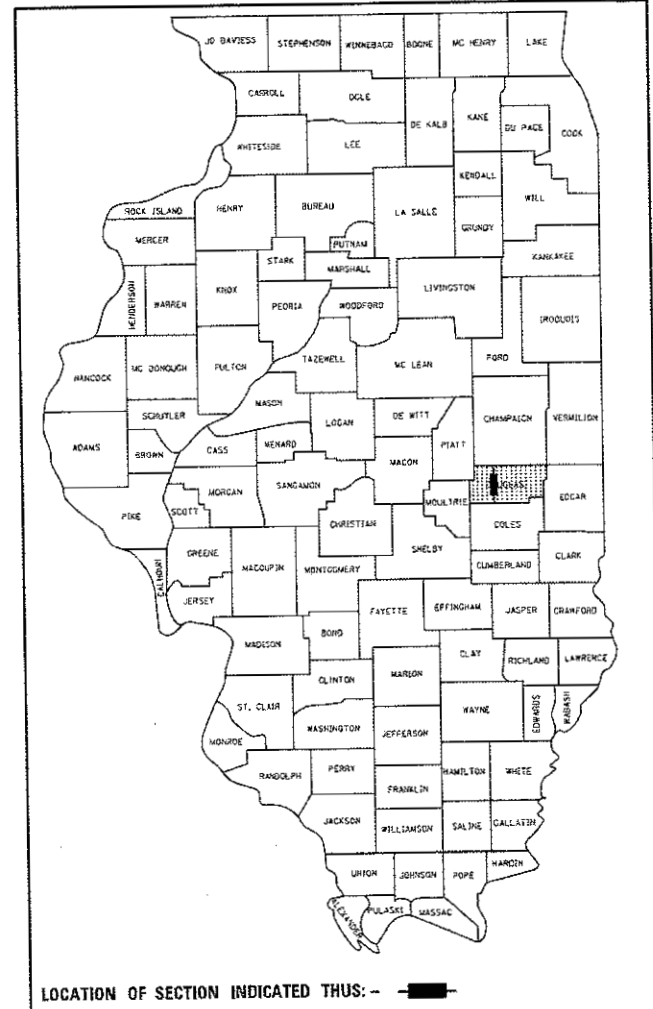 JO DAVIESS STEPHENSON WINNEBAGO BOONE MC HENRY LAKE
CARROLL OGLE DE KALB KANE DU PAGE COOK
WHITESIDE LEE
KENDALL WILL
ROCK ISLAND HENRY BUREAU LA SALLE GRUNDY
MERCER PUTNAM KANKAKEE
STARK MARSHALL
HENDERSON WARREN KNOX PEORIA WOODFORD LIVINGSTON IROQUOIS
HANCOCK MC DONOUGH FULTON TAZEWELL MC LEAN FORD
MASON
SCHUYLER LOGAN DE WITT CHAMPAIGN VERMILION
ADAMS BROWN CASS MENARD MACON PIATT
MORGAN SANGAMON
PIKE SCOTT CHRISTIAN MOULTRIE EDGAR
COLES
GREENE SHELBY
CALHOUN MACOUPIN MONTGOMERY CUMBERLAND CLARK
JERSEY FAYETTE EFFINGHAM JASPER CRAWFORD
MADISON BOND
CLAY RICHLAND LAWRENCE
CLINTON MARION
ST. CLAIR WAYNE EDWARDS WABASH
WASHINGTON JEFFERSON
MONROE
RANDOLPH PERRY HAMILTON WHITE
FRANKLIN
JACKSON WILLIAMSON SALINE GALLATIN
UNION JOHNSON POPE HARDIN
ALEXANDER PULASKI MASSAC
LOCATION OF SECTION INDICATED THUS: -